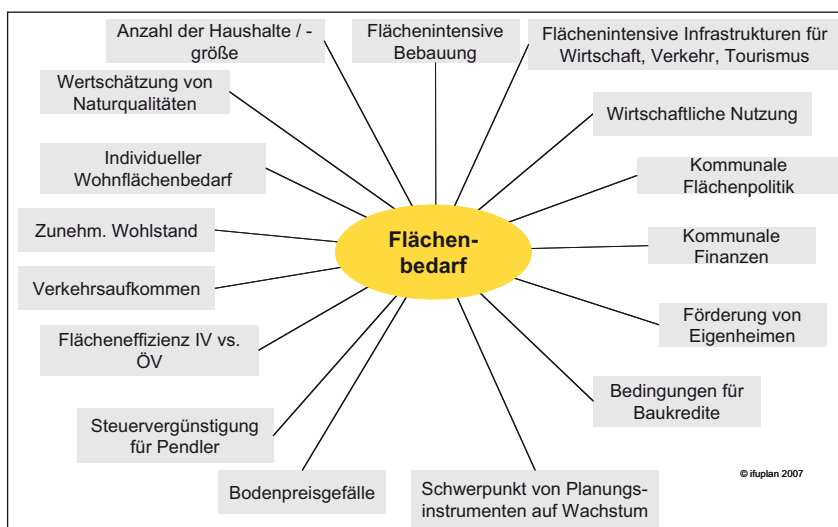 Anzahl der Haushalte / -
größe
Flächenintensive
Bebauung
Flächenintensive Infrastrukturen für
Wirtschaft, Verkehr, Tourismus
Wertschätzung von
Naturqualitäten
Wirtschaftliche Nutzung
Individueller
Wohnflächenbedarf
Kommunale
Flächenpolitik
Zunehm. Wohlstand
Flächen-
bedarf
Kommunale
Finanzen
Verkehrsaufkommen
Förderung von
Eigenheimen
Flächeneffizienz IV vs.
ÖV
Bedingungen für
Baukredite
Steuervergünstigung
für Pendler
Bodenpreisgefälle
Schwerpunkt von Planungs-
instrumenten auf Wachstum
© ifuplan 2007